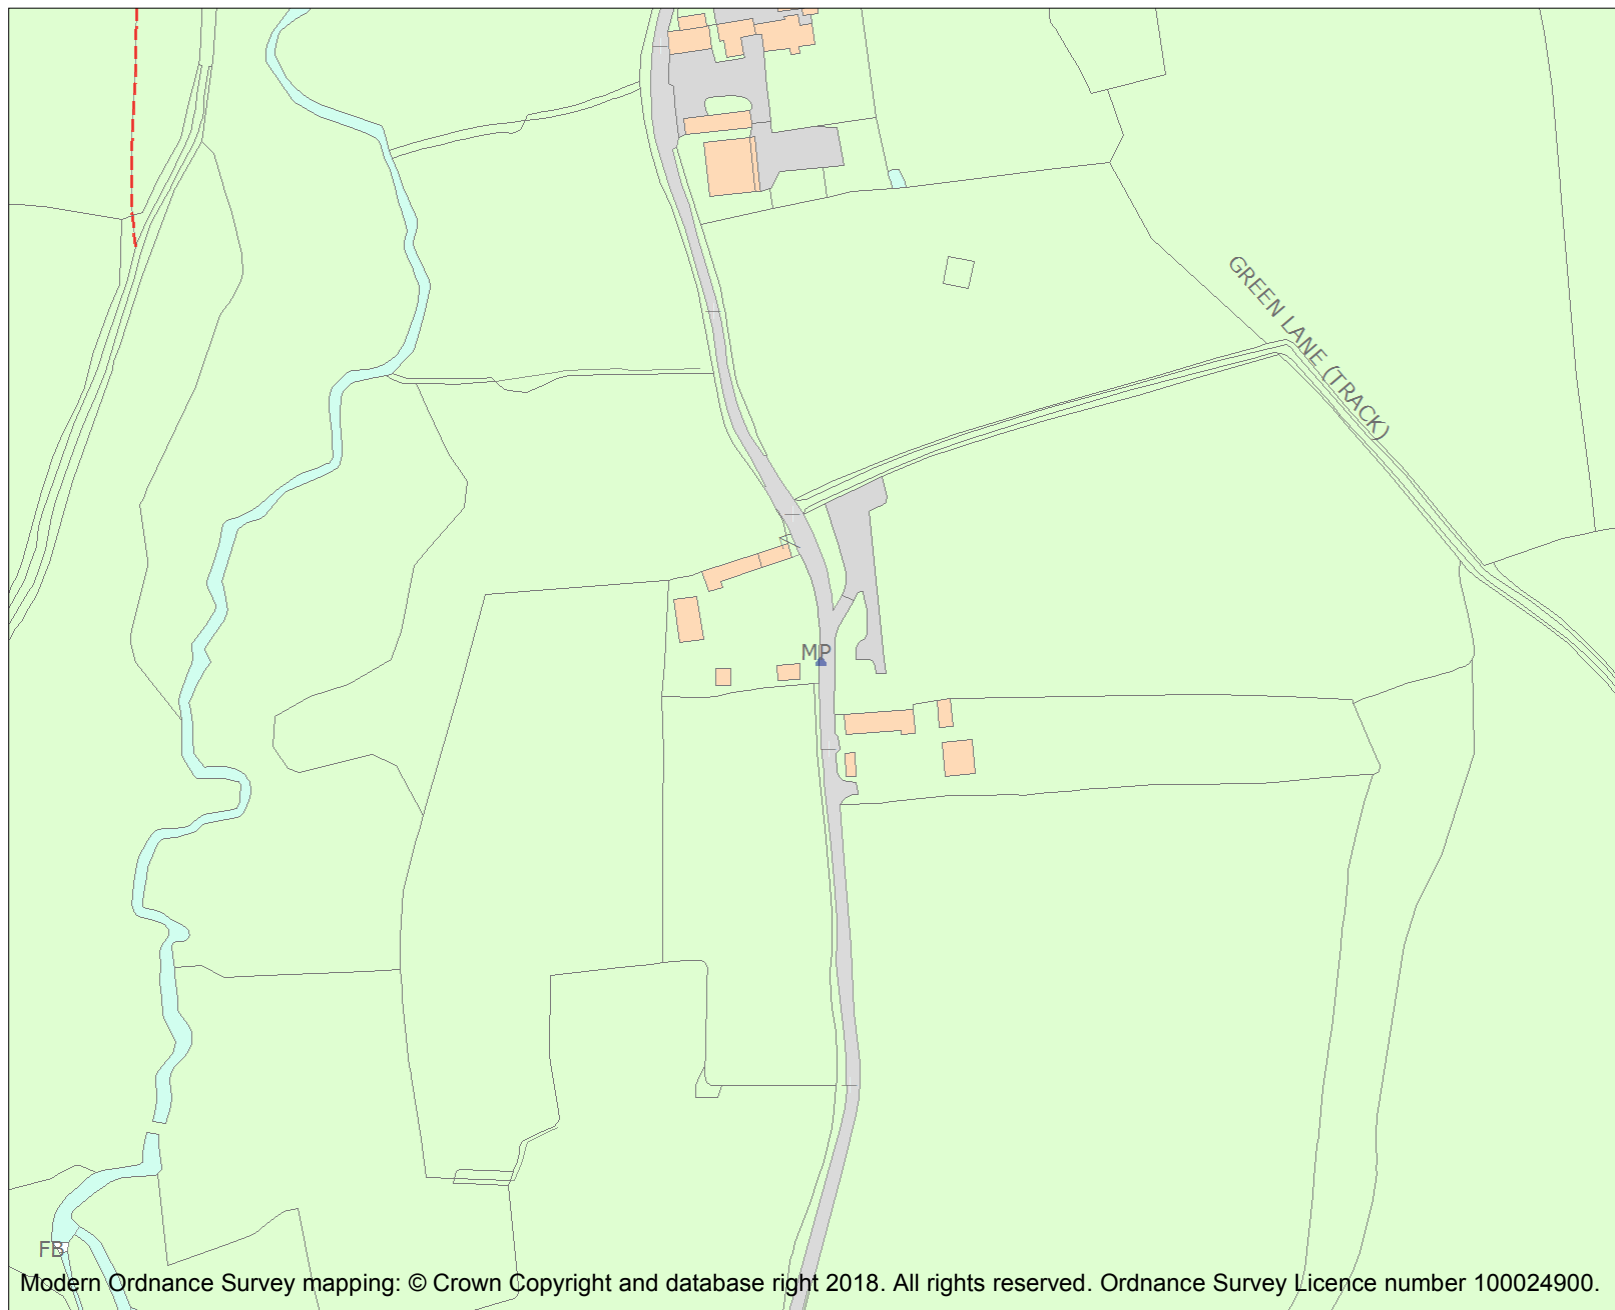 GREEN LANE (TRACK)
MP
FB
Modern Ordnance Survey mapping: © Crown Copyright and database right 2018. All rights reserved. Ordnance Survey Licence number 100024900.